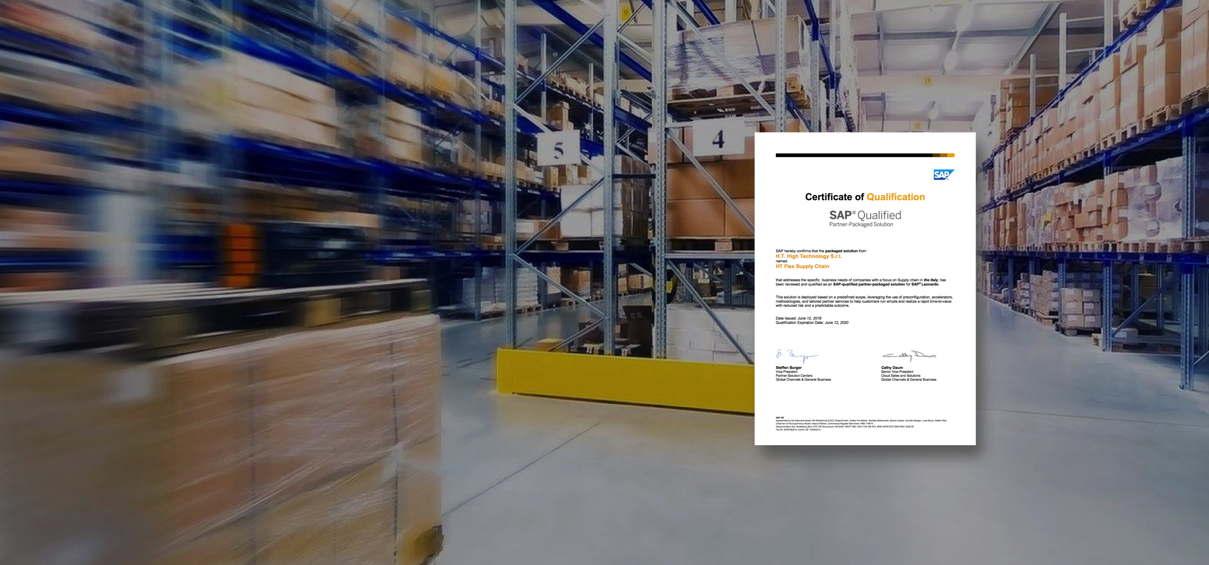 5
4
SAP
Certificate of Qualification
SAP® Qualified
Partner-Packaged Solution
SAP hereby confirms that the packaged solution from
H.T. High Technology S.r.l.
named
HT Flex Supply Chain
that addresses the specific business needs of companies with a focus on Supply chain in the Italy, has
been reviewed and qualified as an SAP-qualified partner-packaged solution for SAP® Leonardo.
This solution is deployed based on a predefined scope, leveraging the use of preconfiguration, accelerators,
methodologies, and tailored partner services to help customers run simple and realize a rapid time-to-value
with reduced risk and a predictable outcome.
Date Issued: June 12, 2018
Qualification Expiration Date: June 12, 2020
Steffen Burger
Vice President
Partner Solution Centers
Global Channels & General Business
Cathy Daum
Senior Vice President
Cloud Sales and Solutions
Global Channels & General Business